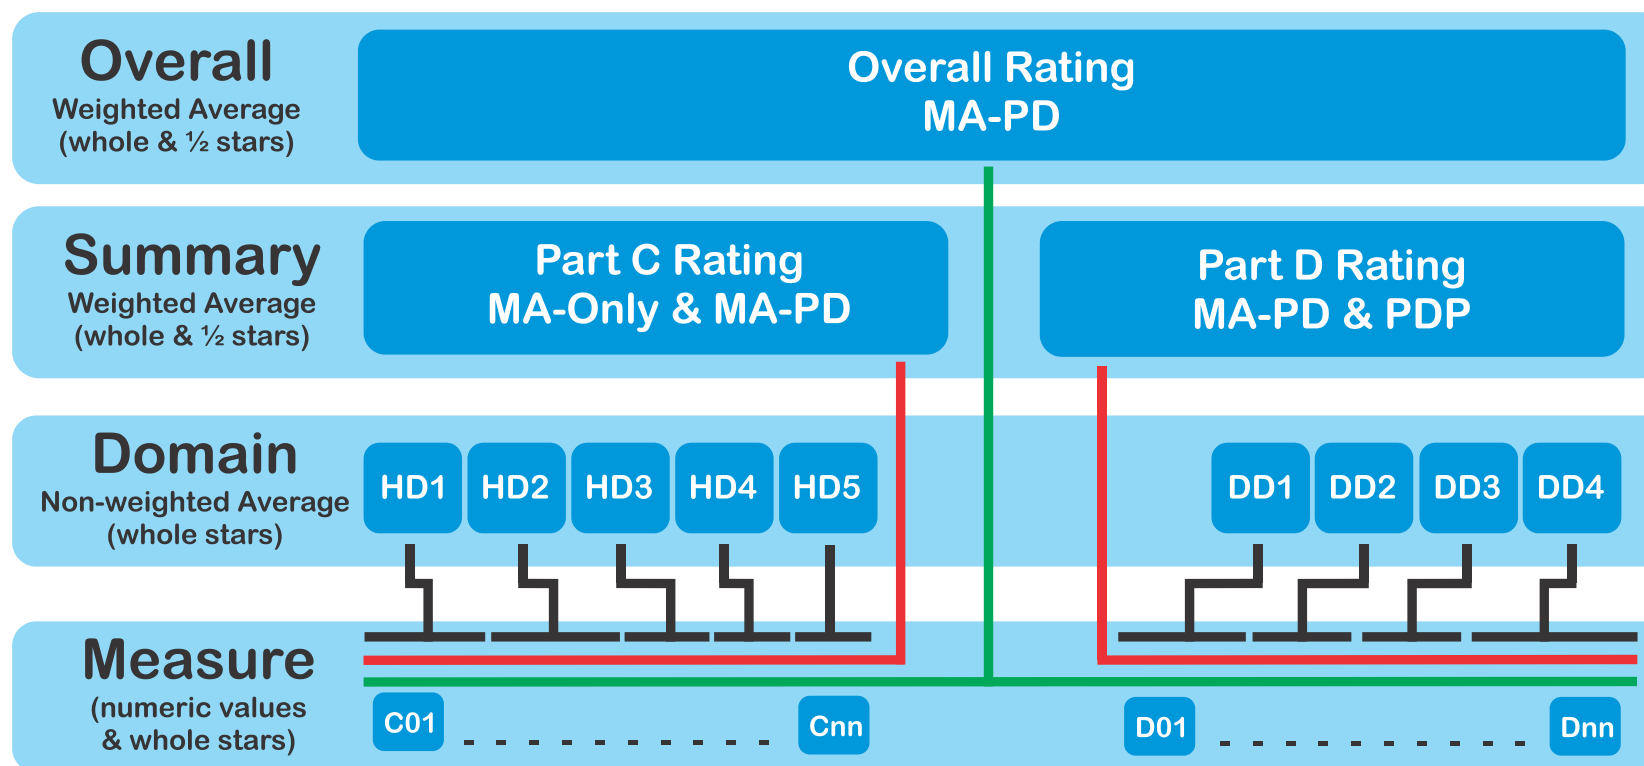 Overall
Weighted Average
(whole & ½ stars)
Overall Rating
MA-PD
Summary
Weighted Average
(whole & ½ stars)
Part C Rating
MA-Only & MA-PD
Part D Rating
MA-PD & PDP
Domain
Non-weighted Average
(whole stars)
HD1 HD2 HD3 HD4 HD5 DD1 DD2 DD3 DD4
Measure
(numeric values
& whole stars)
C01 Cnn D01 Dnn